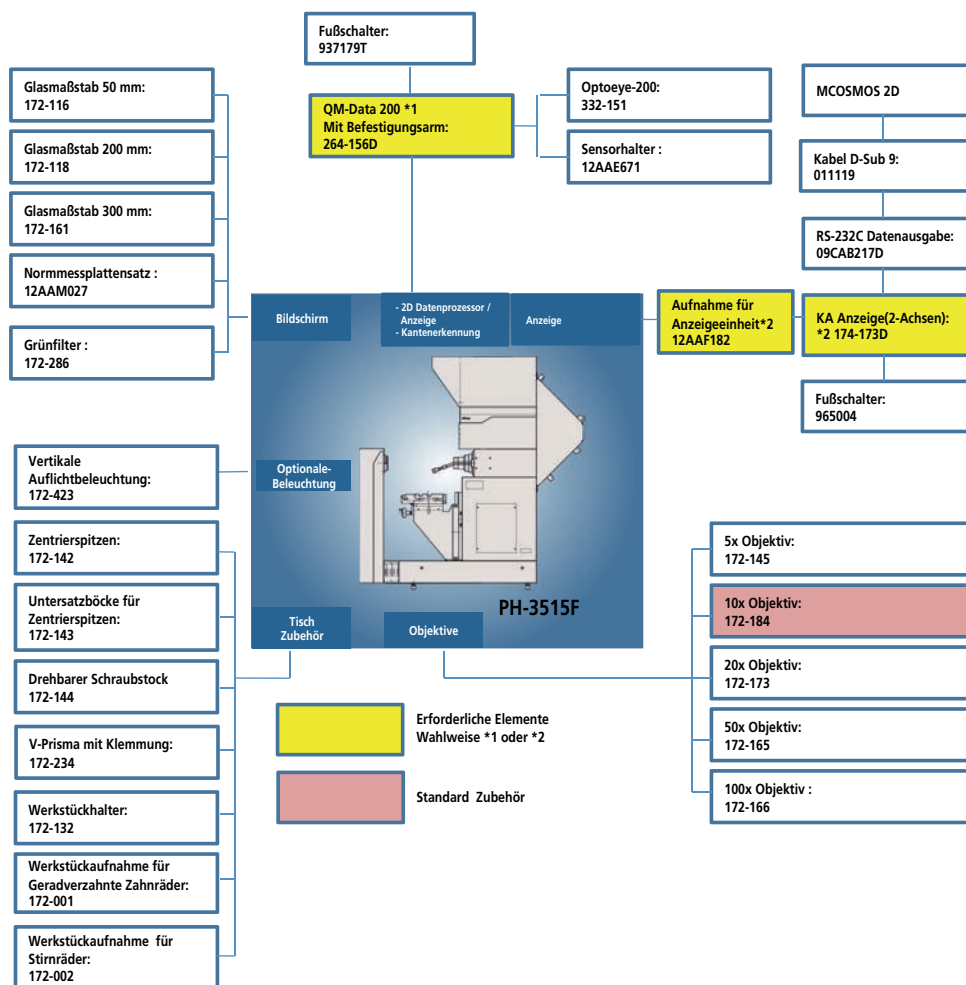 Fußschalter:
937179T
Glasmaßstab 50 mm:
172-116
Glasmaßstab 200 mm:
172-118
Glasmaßstab 300 mm:
172-161
Normmessplattensatz :
12AAM027
Grünfilter :
172-286
QM-Data 200 *1
Mit Befestigungsarm:
264-156D
Optoeye-200:
332-151
Sensorhalter :
12AAE671
MCOSMOS 2D
Kabel D-Sub 9:
011119
RS-232C Datenausgabe:
09CAB217D
Aufnahme für
Anzeigeeinheit*2
12AAF182
KA Anzeige(2-Achsen):
*2 174-173D
Fußschalter:
965004
Bildschirm
- 2D Datenprozessor /
Anzeige
- Kantenerkennung
Anzeige
Optionale-
Beleuchtung
Tisch
Zubehör
Objektive
PH-3515F
Vertikale
Auflichtbeleuchtung:
172-423
Zentrierspitzen:
172-142
Untersatzböcke für
Zentrierspitzen:
172-143
Drehbarer Schraubstock
172-144
V-Prisma mit Klemmung:
172-234
Werkstückhalter:
172-132
Werkstückaufnahme für
Geradverzahnte Zahnräder:
172-001
Werkstückaufnahme für
Stirnräder:
172-002
Erforderliche Elemente
Wahlweise *1 oder *2
Standard Zubehör
5x Objektiv:
172-145
10x Objektiv:
172-184
20x Objektiv:
172-173
50x Objektiv:
172-165
100x Objektiv :
172-166